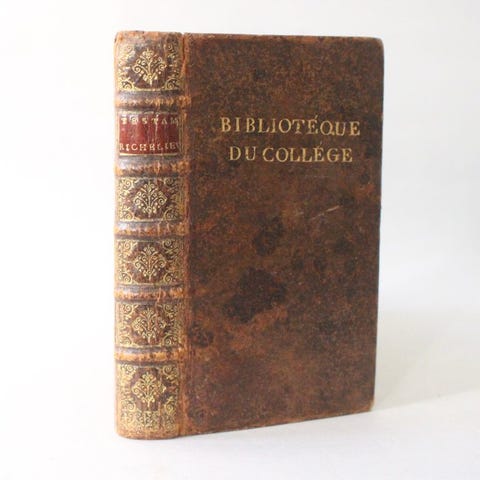 TESTAM
RICHELIEU
BIBLIOTÉQUE
DU COLLÉGE